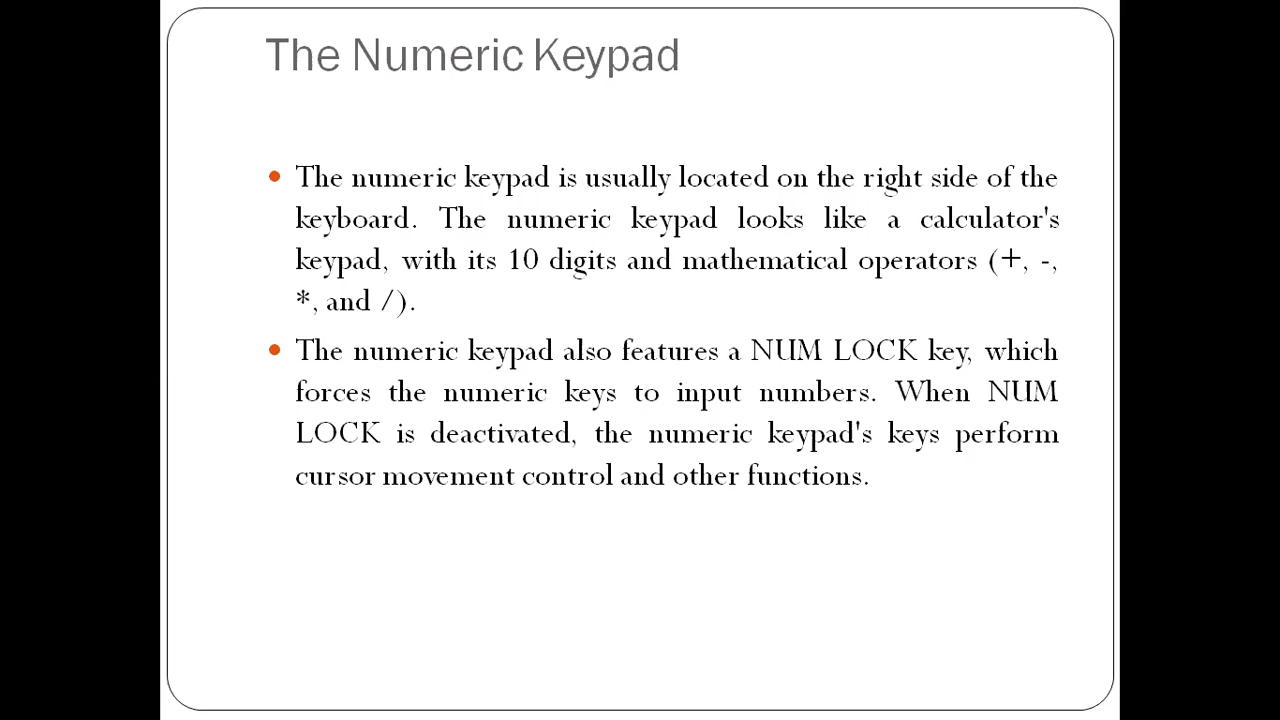 The Numeric Keypad
The numeric keypad is usually located on the right side of the
keyboard. The numeric keypad looks like a calculator's
keypad, with its 10 digits and mathematical operators (+, -,
*, and /).
The numeric keypad also features a NUM LOCK key, which
forces the numeric keys to input numbers. When NUM
LOCK is deactivated, the numeric keypad's keys perform
cursor movement control and other functions.